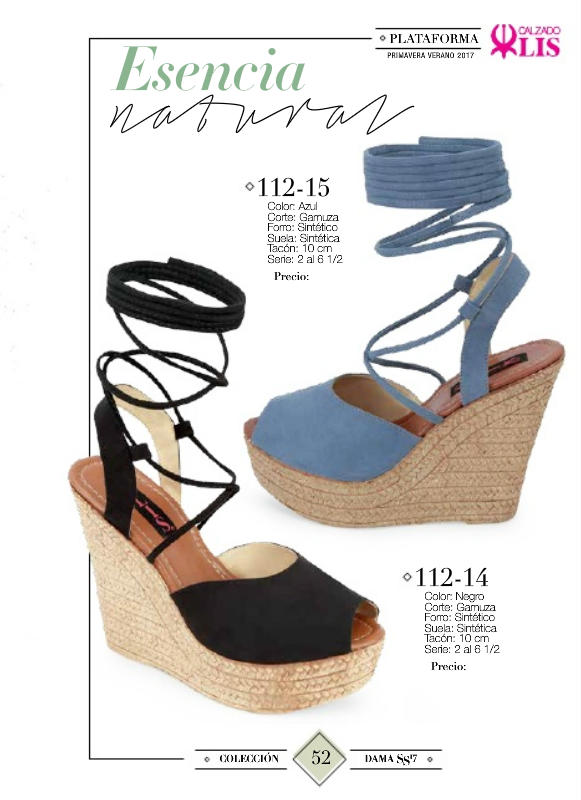 PLATAFORMA
PRIMAVERA VERANO 2017
CALZADO
LIS
Esencia
natural
112-15
Color: Azul
Corte: Gamuza
Forro: Sintético
Suela: Sintética
Tacón: 10 cm
Serie: 2 al 6 1/2
Precio:
112-14
Color: Negro
Corte: Gamuza
Forro: Sintético
Suela: Sintética
Tacón: 10 cm
Serie: 2 al 6 1/2
Precio:
COLECCIÓN
52
DAMA SS'7